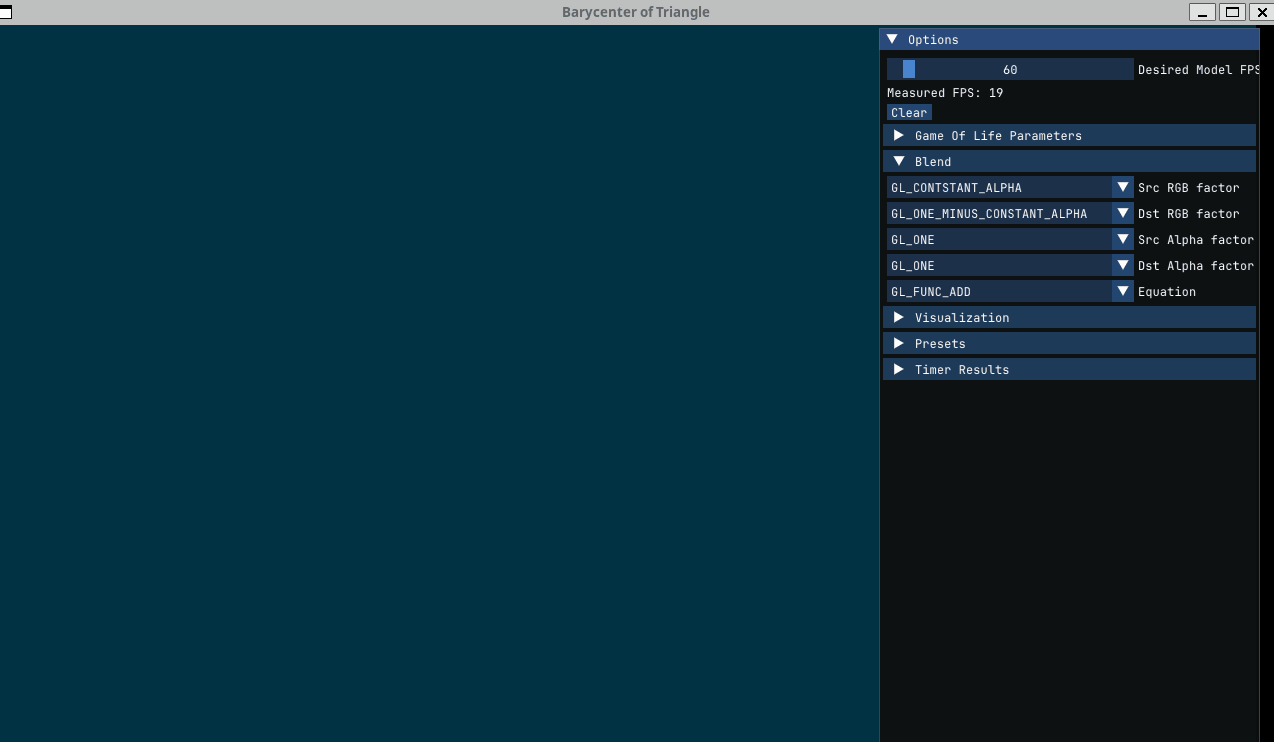 Barycenter of Triangle
Options
60 Desired Model FPS
Measured FPS: 19
Clear
Game Of Life Parameters
Blend
GL_CONTSTANT_ALPHA Src RGB factor
GL_ONE_MINUS_CONSTANT_ALPHA Dst RGB factor
GL_ONE Src Alpha factor
GL_ONE Dst Alpha factor
GL_FUNC_ADD Equation
Visualization
Presets
Timer Results